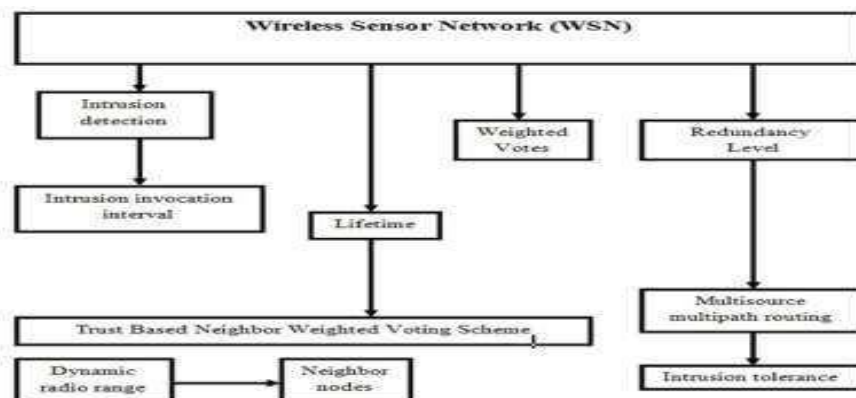 Wireless Sensor Network (WSN)
Intrusion
detection
Weighted
Votes
Redundancy
Level
Intrusion invocation
interval
Lifetime
Multisource
multipath routing
Trust Based Neighbor Weighted Voting Scheme
Dynamic
radio range
Neighbor
nodes
Intrusion tolerance